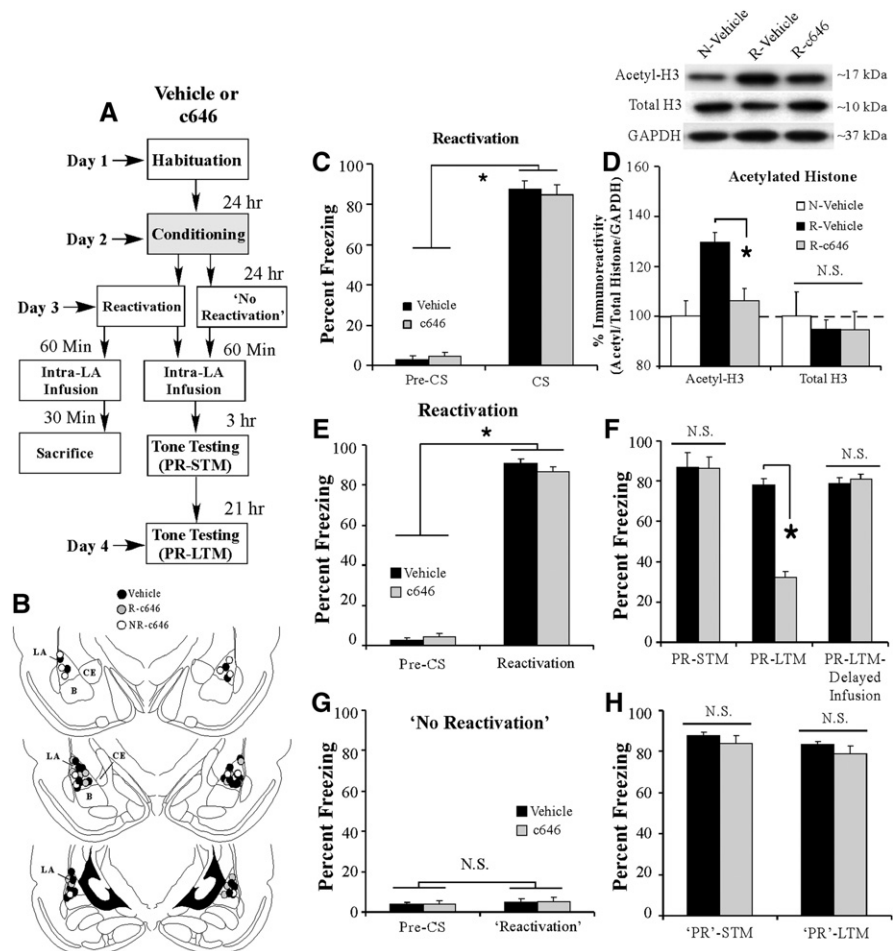 A
Vehicle or
c646
Day 1
Habituation
24 hr
Day 2
Conditioning
24 hr
Day 3
Reactivation
'No
Reactivation'
60 Min
60 Min
Intra-LA
Infusion
Intra-LA
Infusion
30 Min
3 hr
Sacrifice
Tone Testing
(PR-STM)
21 hr
Day 4
Tone Testing
(PR-LTM)
B
Vehicle
R-c646
NR-c646
LA
CE
B
LA
CE
B
LA
C
Reactivation
Percent Freezing
100
80
60
40
20
0
*
Vehicle
c646
Pre-CS
CS
N-Vehicle
R-Vehicle
R-c646
Acetyl-H3
~17 kDa
Total H3
~10 kDa
GAPDH
~37 kDa
D
Acetylated Histone
% Immunoreactivity
(Acetyl/Total Histone/GAPDH)
160
140
120
100
80
N-Vehicle
R-Vehicle
R-c646
*
N.S.
Acetyl-H3
Total H3
E
Reactivation
Percent Freezing
100
80
60
40
20
0
*
Vehicle
c646
Pre-CS
Reactivation
F
Percent Freezing
100
80
60
40
20
0
N.S.
*
N.S.
PR-STM
PR-LTM
PR-LTM-
Delayed
Infusion
G
'No Reactivation'
Percent Freezing
100
80
60
40
20
0
Vehicle
c646
N.S.
Pre-CS
'Reactivation'
H
Percent Freezing
100
80
60
40
20
0
N.S.
N.S.
'PR'-STM
'PR'-LTM